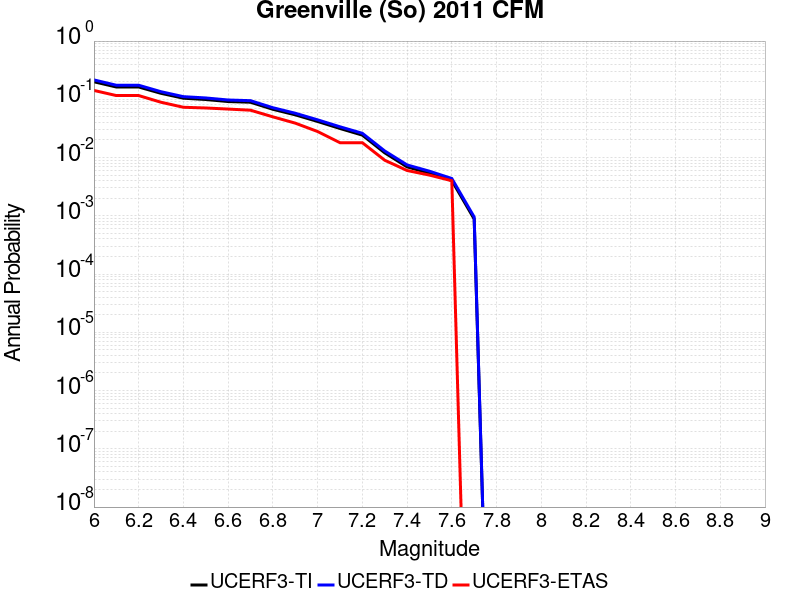 Greenville (So) 2011 CFM
10^0
10^-1
10^-2
10^-3
10^-4
10^-5
10^-6
10^-7
10^-8
Annual Probability
6 6.2 6.4 6.6 6.8 7 7.2 7.4 7.6 7.8 8 8.2 8.4 8.6 8.8 9
Magnitude
UCERF3-TI UCERF3-TD UCERF3-ETAS